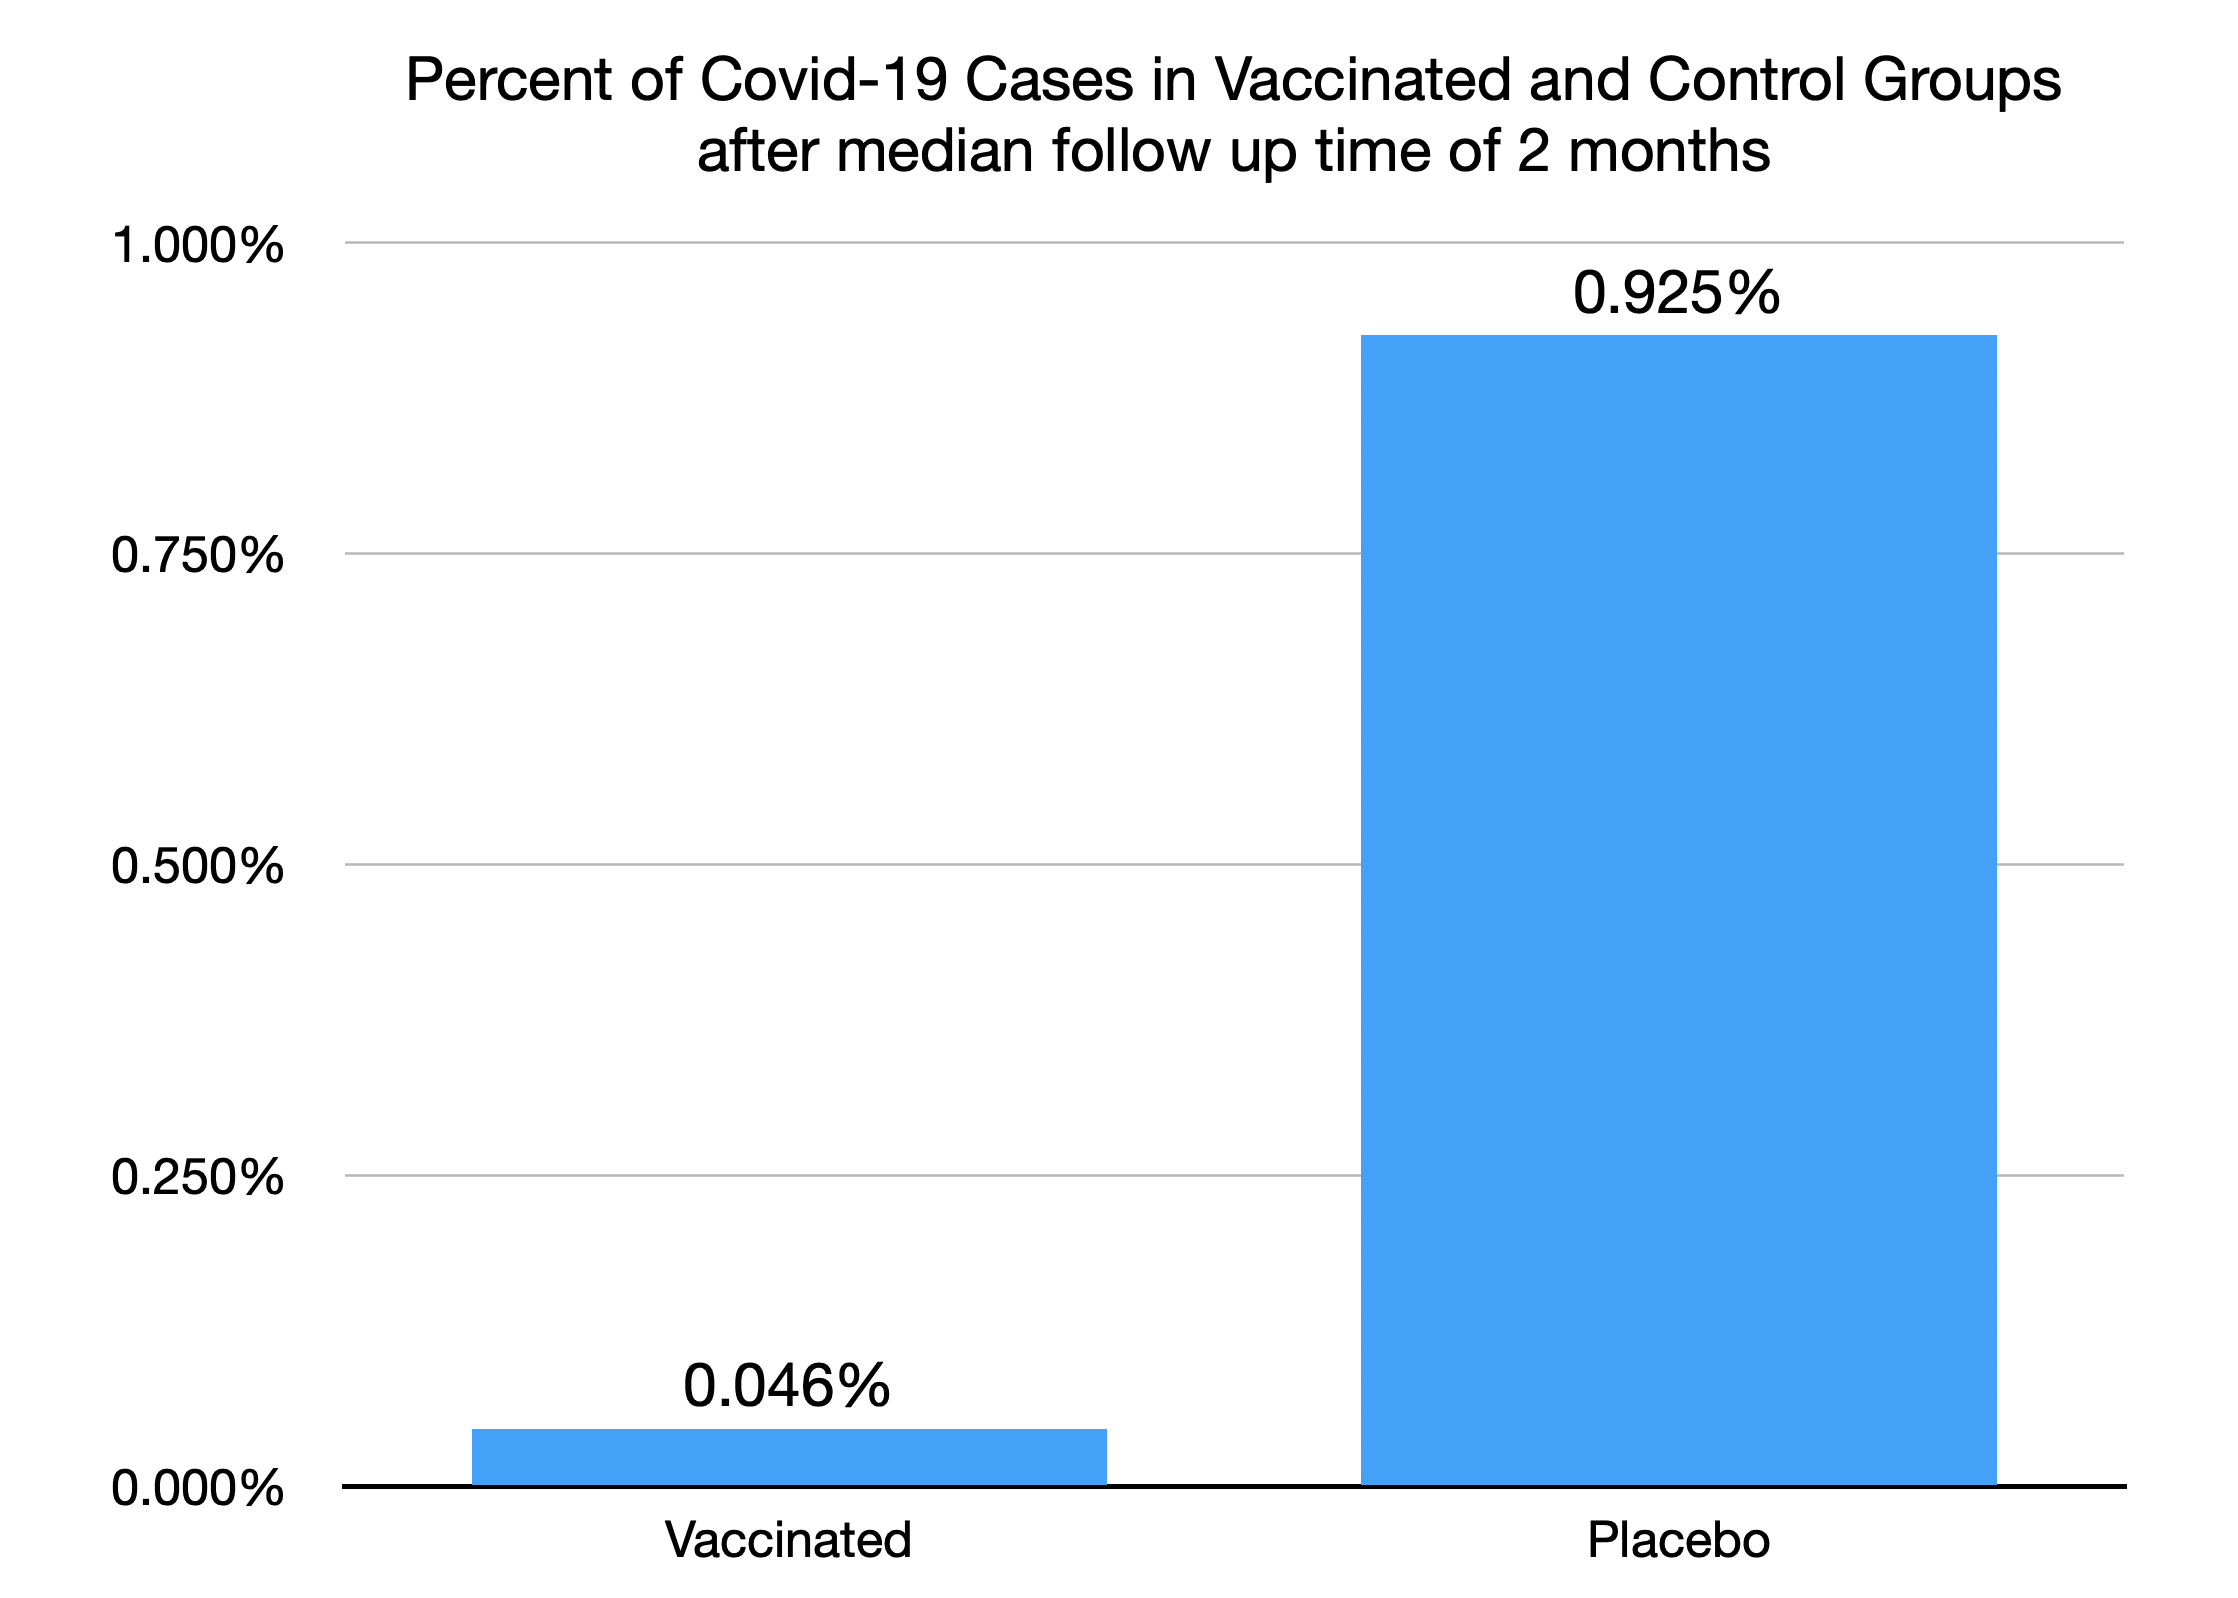 Percent of Covid-19 Cases in Vaccinated and Control Groups
after median follow up time of 2 months
1.000%
0.925%
0.750%
0.500%
0.250%
0.046%
0.000%
Vaccinated
Placebo